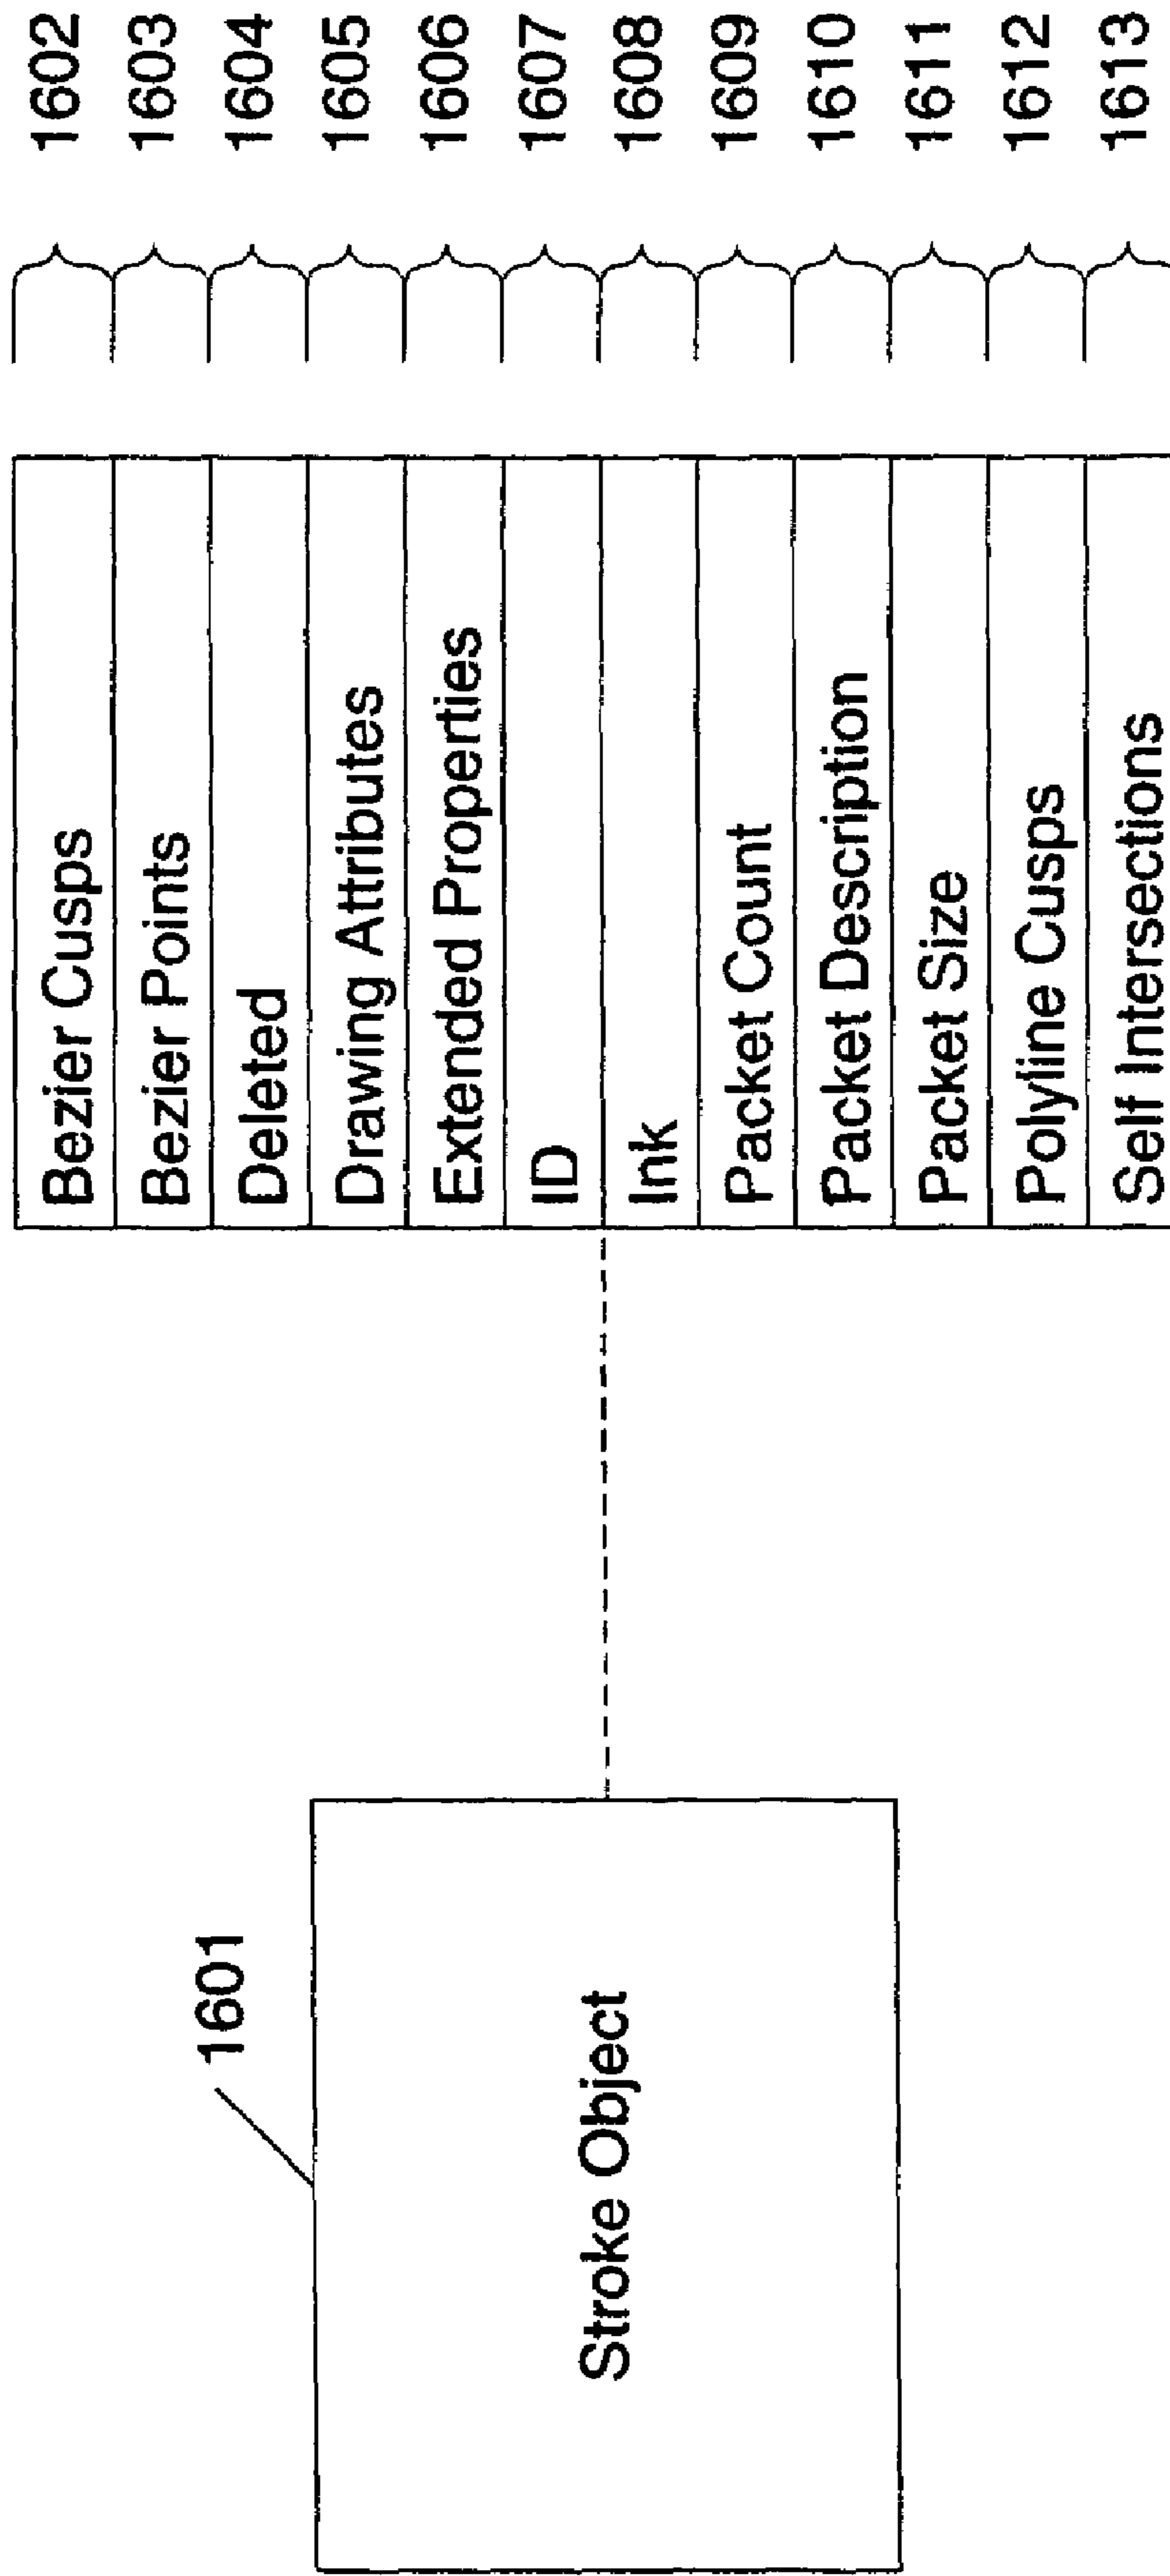 1601
Stroke Object
Bezier Cusps 1602
Bezier Points 1603
Deleted 1604
Drawing Attributes 1605
Extended Properties 1606
ID 1607
Ink 1608
Packet Count 1609
Packet Description 1610
Packet Size 1611
Polyline Cusps 1612
Self Intersections 1613